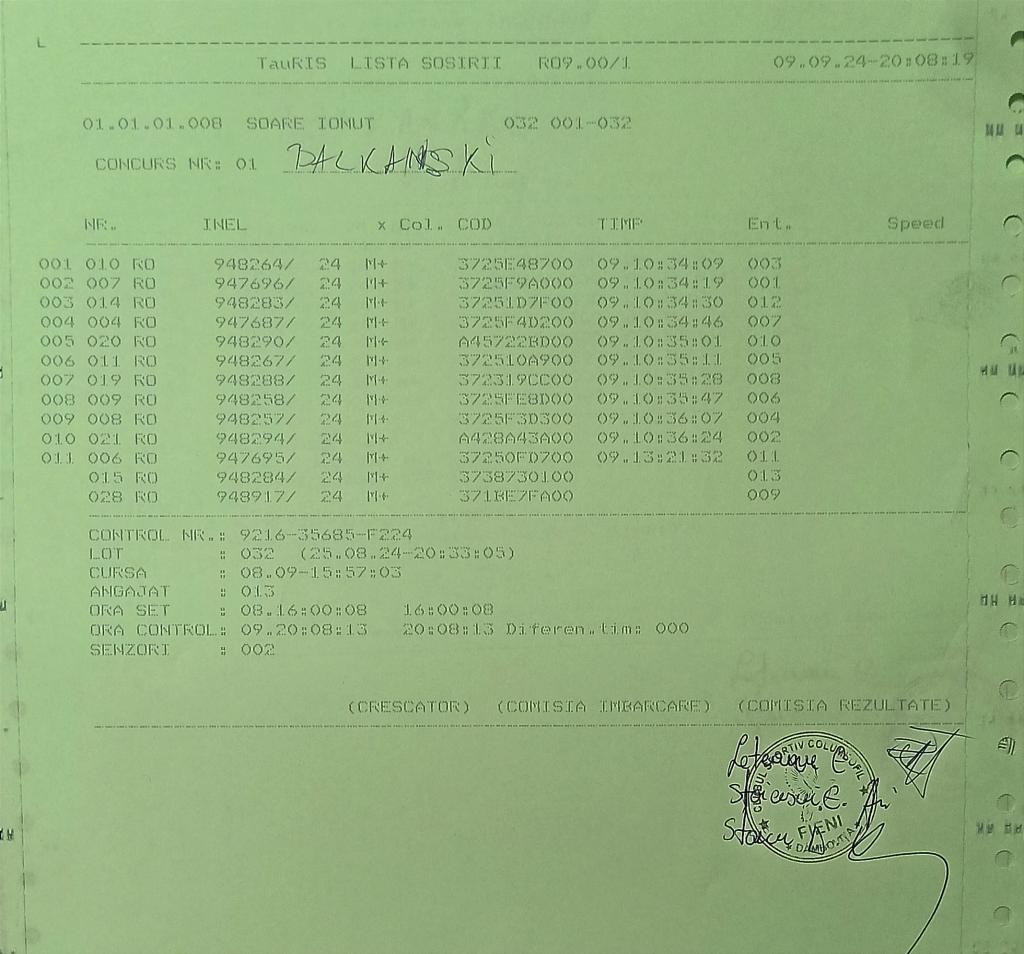 L
TauRIS LISTA SOSIRII RO9.00/1 09.09.24-20:08:19
01.01.01.008 SOARE IONUT 032 001-032
CONCURS NR: 01 BALKANSKI
NR. INEL x Col. COD TIMP Ent. Speed
001 010 RO 948264/ 24 M+ 3725E48700 09.10:34:09 003
002 007 RO 947696/ 24 M+ 3725F9A000 09.10:34:19 001
003 014 RO 948283/ 24 M+ 37251D7F00 09.10:34:30 012
004 004 RO 947687/ 24 M+ 3725F4D200 09.10:34:46 007
005 020 RO 948290/ 24 M+ A45722BD00 09.10:35:01 010
006 011 RO 948267/ 24 M+ 372510A900 09.10:35:11 005
007 019 RO 948288/ 24 M+ 372319CC00 09.10:35:28 008
008 009 RO 948258/ 24 M+ 3725FE8D00 09.10:35:47 006
009 008 RO 948257/ 24 M+ 3725F3D300 09.10:36:07 004
010 021 RO 948294/ 24 M+ A428A43A00 09.10:36:24 002
011 006 RO 947695/ 24 M+ 37250FD700 09.13:21:32 011
015 RO 948284/ 24 M+ 3738730100 013
028 RO 948917/ 24 M+ 371BE7FA00 009
CONTROL NR.: 9216-35685-F224
LOT : 032 (25.08.24-20:33:05)
CURSA : 08.09-15:57:03
ANGAJAT : 013
ORA SET : 08.16:00:08 16:00:08
ORA CONTROL: 09.20:08:13 20:08:13 Diferen.tim: 000
SENZORI : 002
(CRESCATOR) (COMISIA IMBARCARE) (COMISIA REZULTATE)
COLUMBOFIL
FIENI
DAMBOVITA